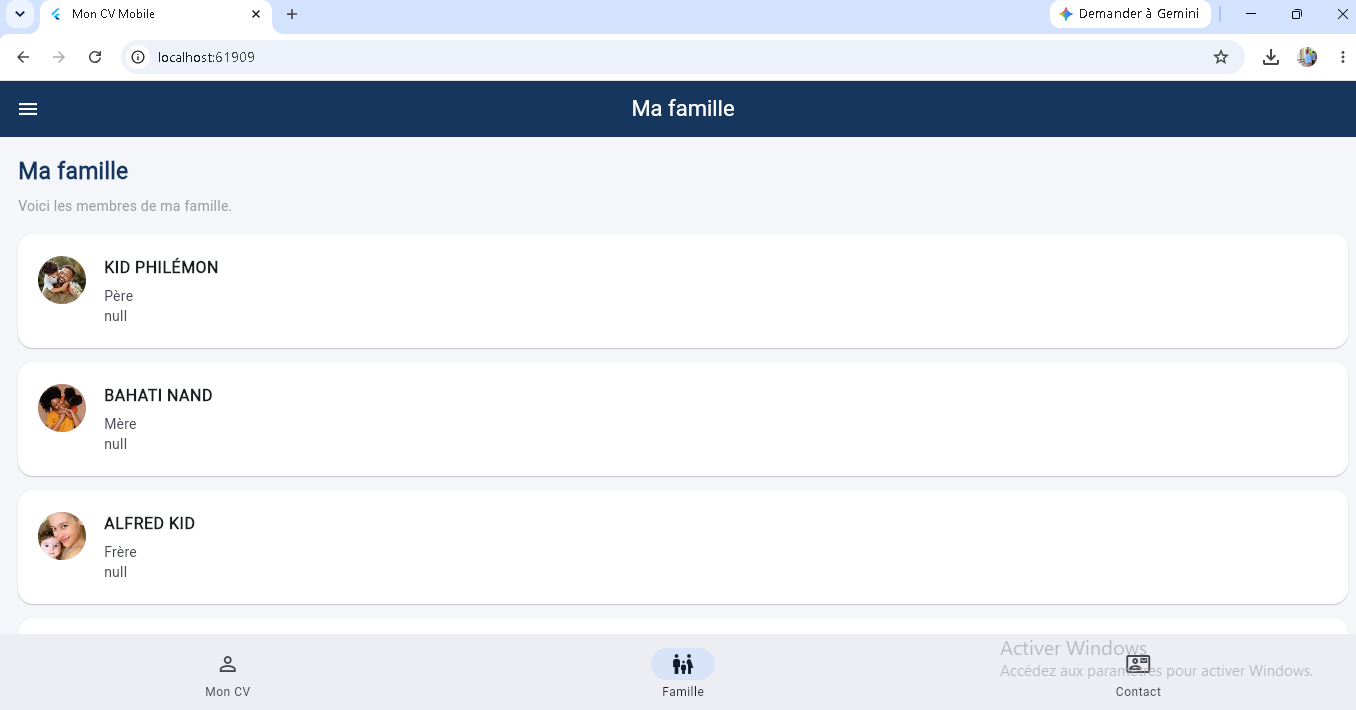 Mon CV Mobile
Demander à Gemini
localhost:61909
Ma famille
Ma famille
Voici les membres de ma famille.
KID PHILÉMON
Père
null
BAHATI NAND
Mère
null
ALFRED KID
Frère
null
Activer Windows
Accédez aux paramètres pour activer Windows.
Mon CV
Famille
Contact